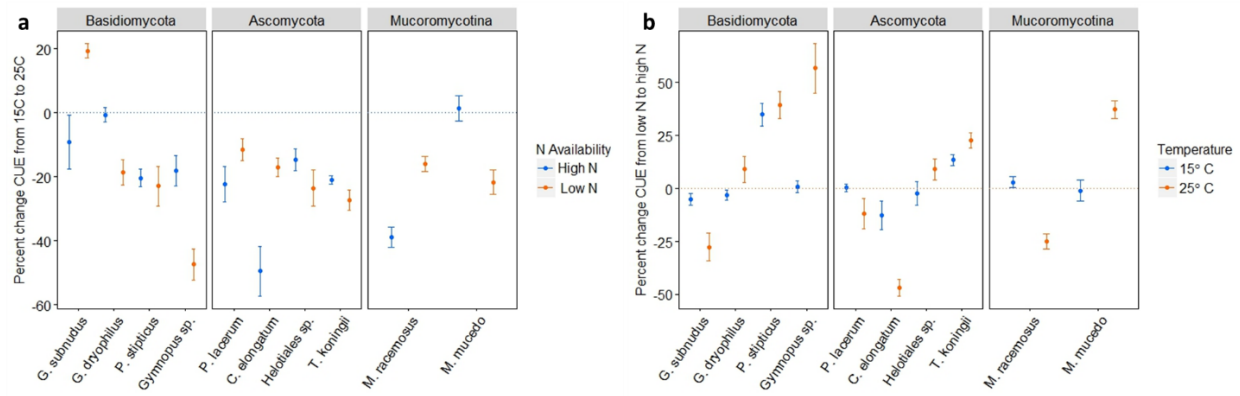 a
Basidiomycota
Ascomycota
Mucoromycotina
Percent change CUE from 15C to 25C
20
0
-20
-40
-60
G. subnudus
G. dryophilus
P. stipticus
Gymnopus sp.
P. lacerum
C. elongatum
Helotiales sp.
T. koningii
M. racemosus
M. mucedo
N Availability
High N
Low N
b
Basidiomycota
Ascomycota
Mucoromycotina
Percent change CUE from low N to high N
50
25
0
-25
-50
G. subnudus
G. dryophilus
P. stipticus
Gymnopus sp.
P. lacerum
C. elongatum
Helotiales sp.
T. koningii
M. racemosus
M. mucedo
Temperature
15° C
25° C